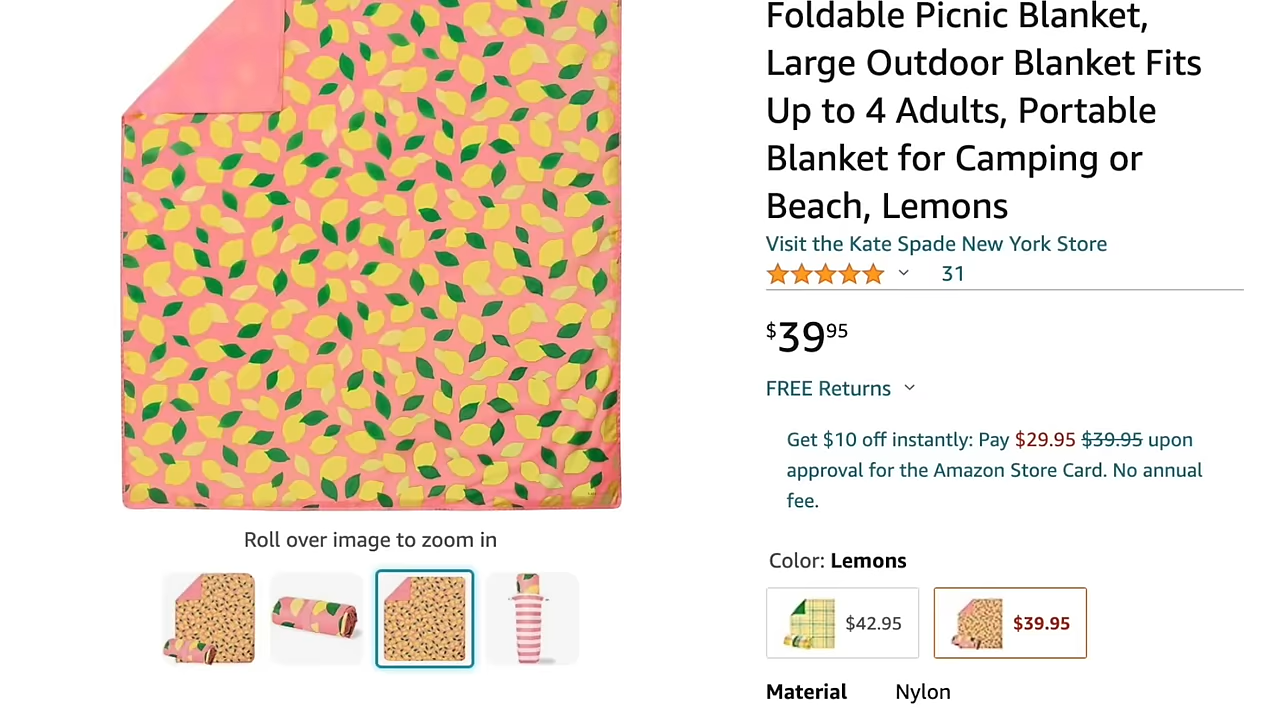 Foldable Picnic Blanket,
Large Outdoor Blanket Fits
Up to 4 Adults, Portable
Blanket for Camping or
Beach, Lemons
Visit the Kate Spade New York Store
31
$39.95
FREE Returns
Get $10 off instantly: Pay $29.95 $39.95 upon
approval for the Amazon Store Card. No annual
fee.
Roll over image to zoom in
Color: Lemons
$42.95
$39.95
Material Nylon